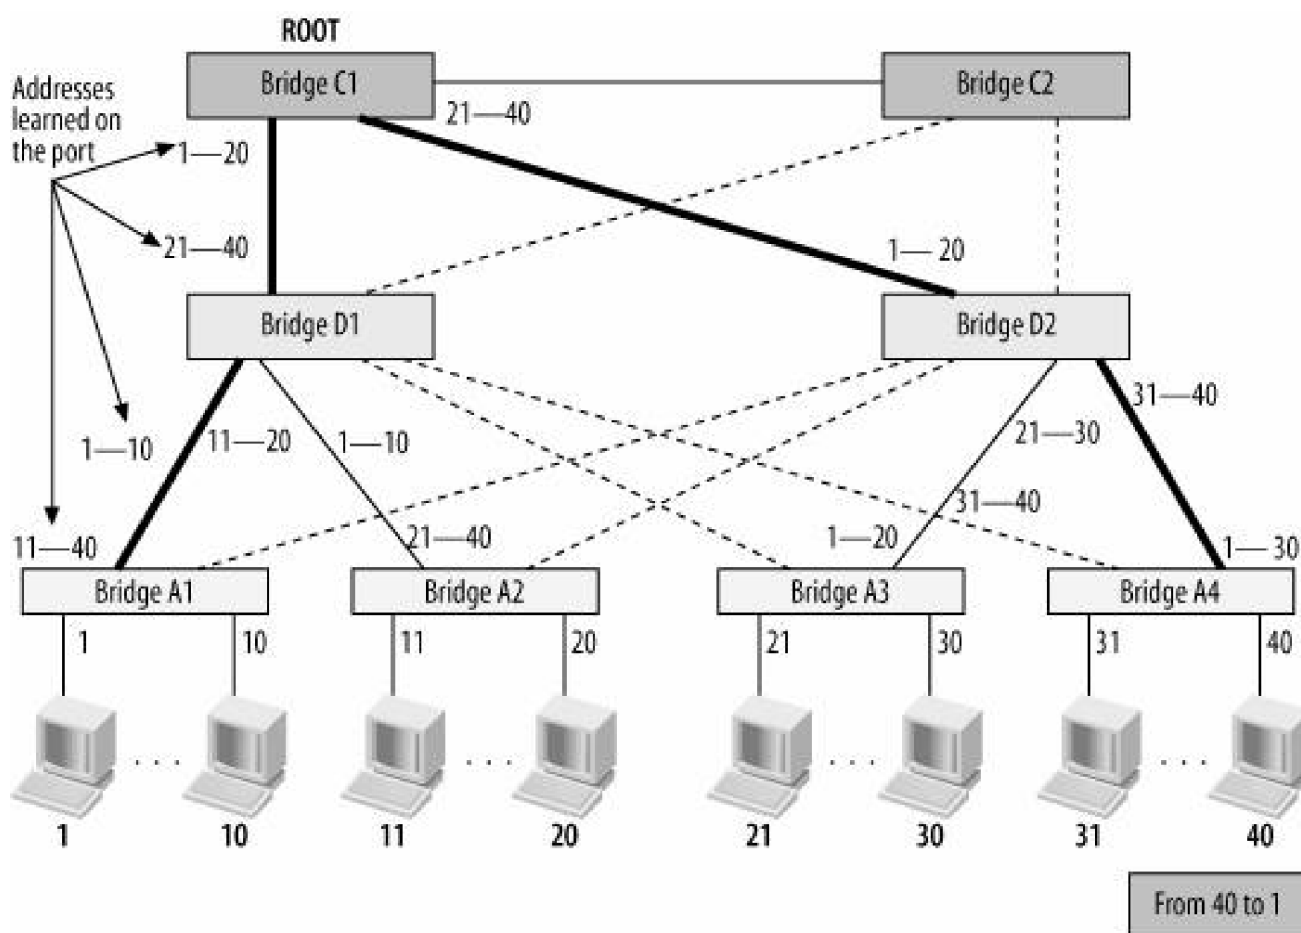 ROOT
Bridge C1
Bridge C2
Addresses
learned on
the port
21—40
1—20
21—40
1— 20
Bridge D1
Bridge D2
31—40
11—20
1—10
21—30
1—10
31—40
11—40
21—40
1—20
1— 30
Bridge A1
Bridge A2
Bridge A3
Bridge A4
1 10 11 20 21 30 31 40
. . . . . . . . . . . .
1 10 11 20 21 30 31 40
From 40 to 1